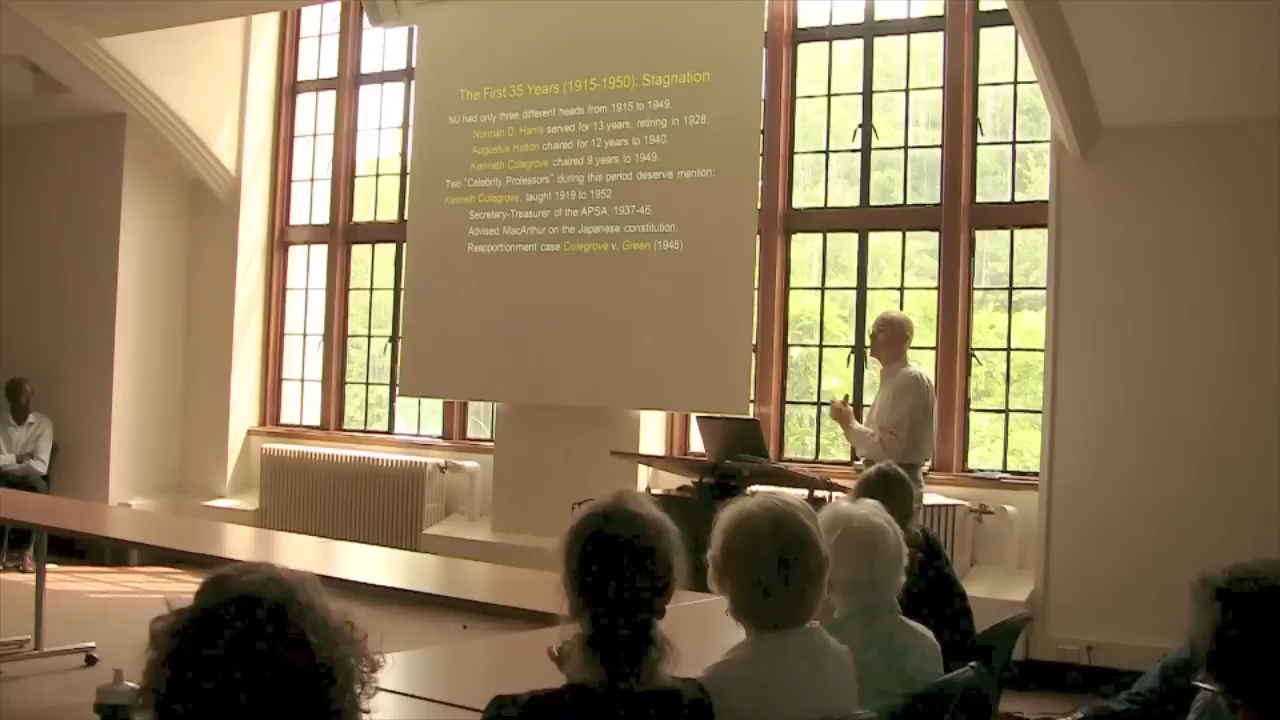 The First 35 Years (1915-1950): Stagnation
NU had only three different heads from 1915 to 1949.
Norman D. Harris served for 13 years, retiring in 1928.
Augustus Hatton chaired for 12 years to 1940.
Kenneth Colegrove chaired 9 years to 1949.
Two "Celebrity Professors" during this period deserve mention:
Kenneth Colegrove, taught 1919 to 1952
Secretary-Treasurer of the APSA, 1937-46.
Advised MacArthur on the Japanese constitution.
Reapportionment case Colegrove v. Green (1946)